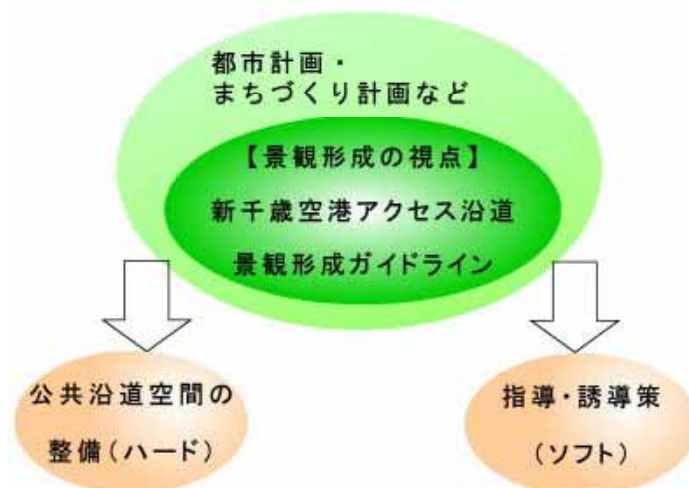 都市計画・
まちづくり計画など
【景観形成の視点】
新千歳空港アクセス沿道
景観形成ガイドライン
公共沿道空間の
整備(ハード)
指導・誘導策
(ソフト)